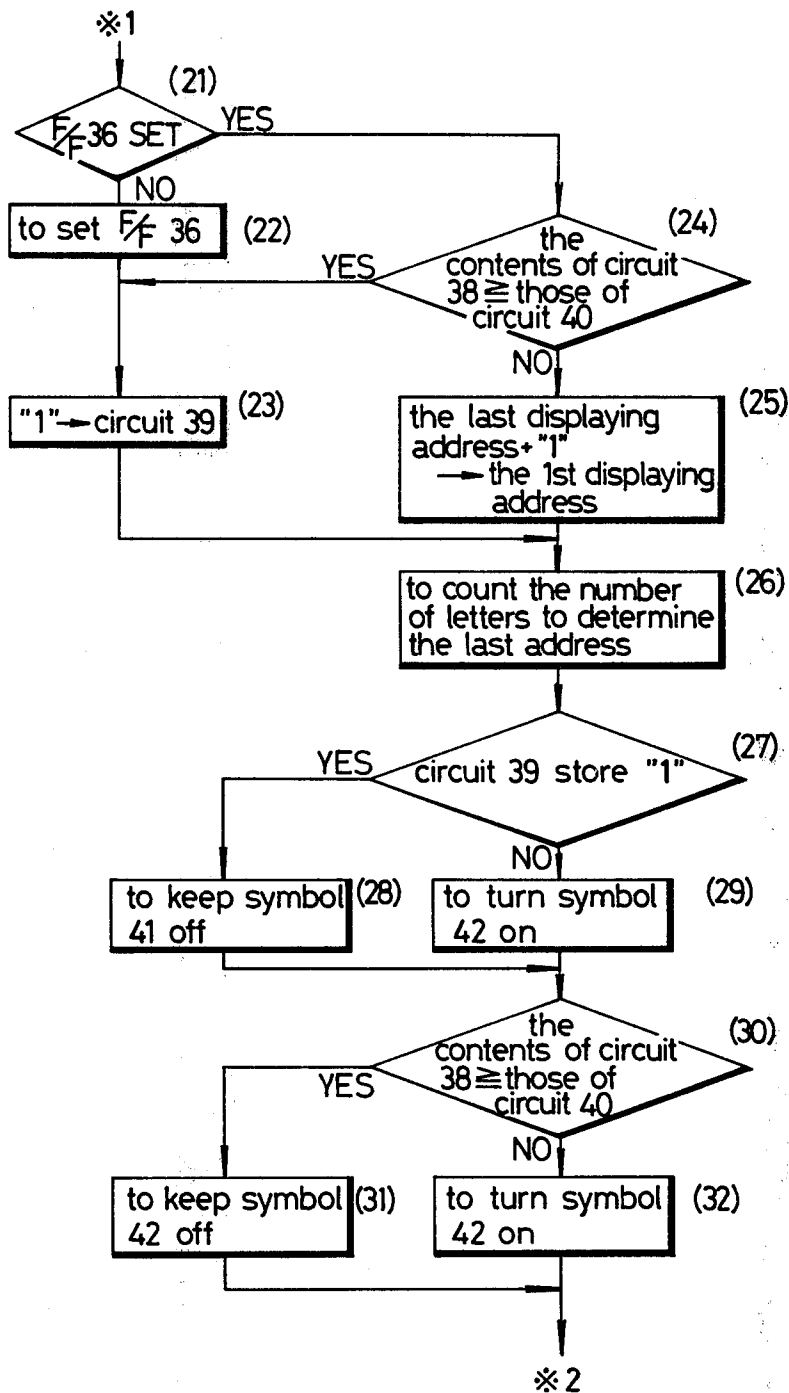 ※1
(21)
F/F 36 SET
YES
NO
to set F/F 36
(22)
(24)
the
contents of circuit
38 ≧ those of
circuit 40
YES
NO
"1" → circuit 39
(23)
(25)
the last displaying
address + "1"
→ the 1st displaying
address
(26)
to count the number
of letters to determine
the last address
(27)
circuit 39 store "1"
YES
NO
to keep symbol
41 off
(28)
to turn symbol
42 on
(29)
(30)
the
contents of circuit
38 ≧ those of
circuit 40
YES
NO
to keep symbol
42 off
(31)
to turn symbol
42 on
(32)
※2